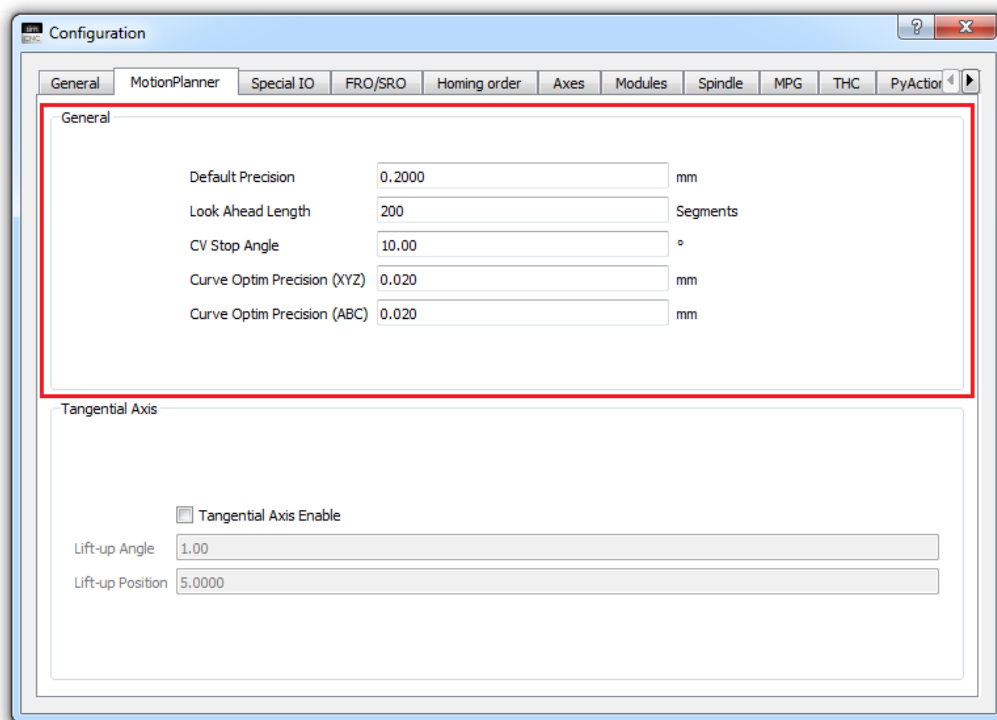 Configuration
General MotionPlanner Special IO FRO/SRO Homing order Axes Modules Spindle MPG THC PyAction
General
Default Precision 0.2000 mm
Look Ahead Length 200 Segments
CV Stop Angle 10.00 °
Curve Optim Precision (XYZ) 0.020 mm
Curve Optim Precision (ABC) 0.020 mm
Tangential Axis
Tangential Axis Enable
Lift-up Angle 1.00
Lift-up Position 5.0000